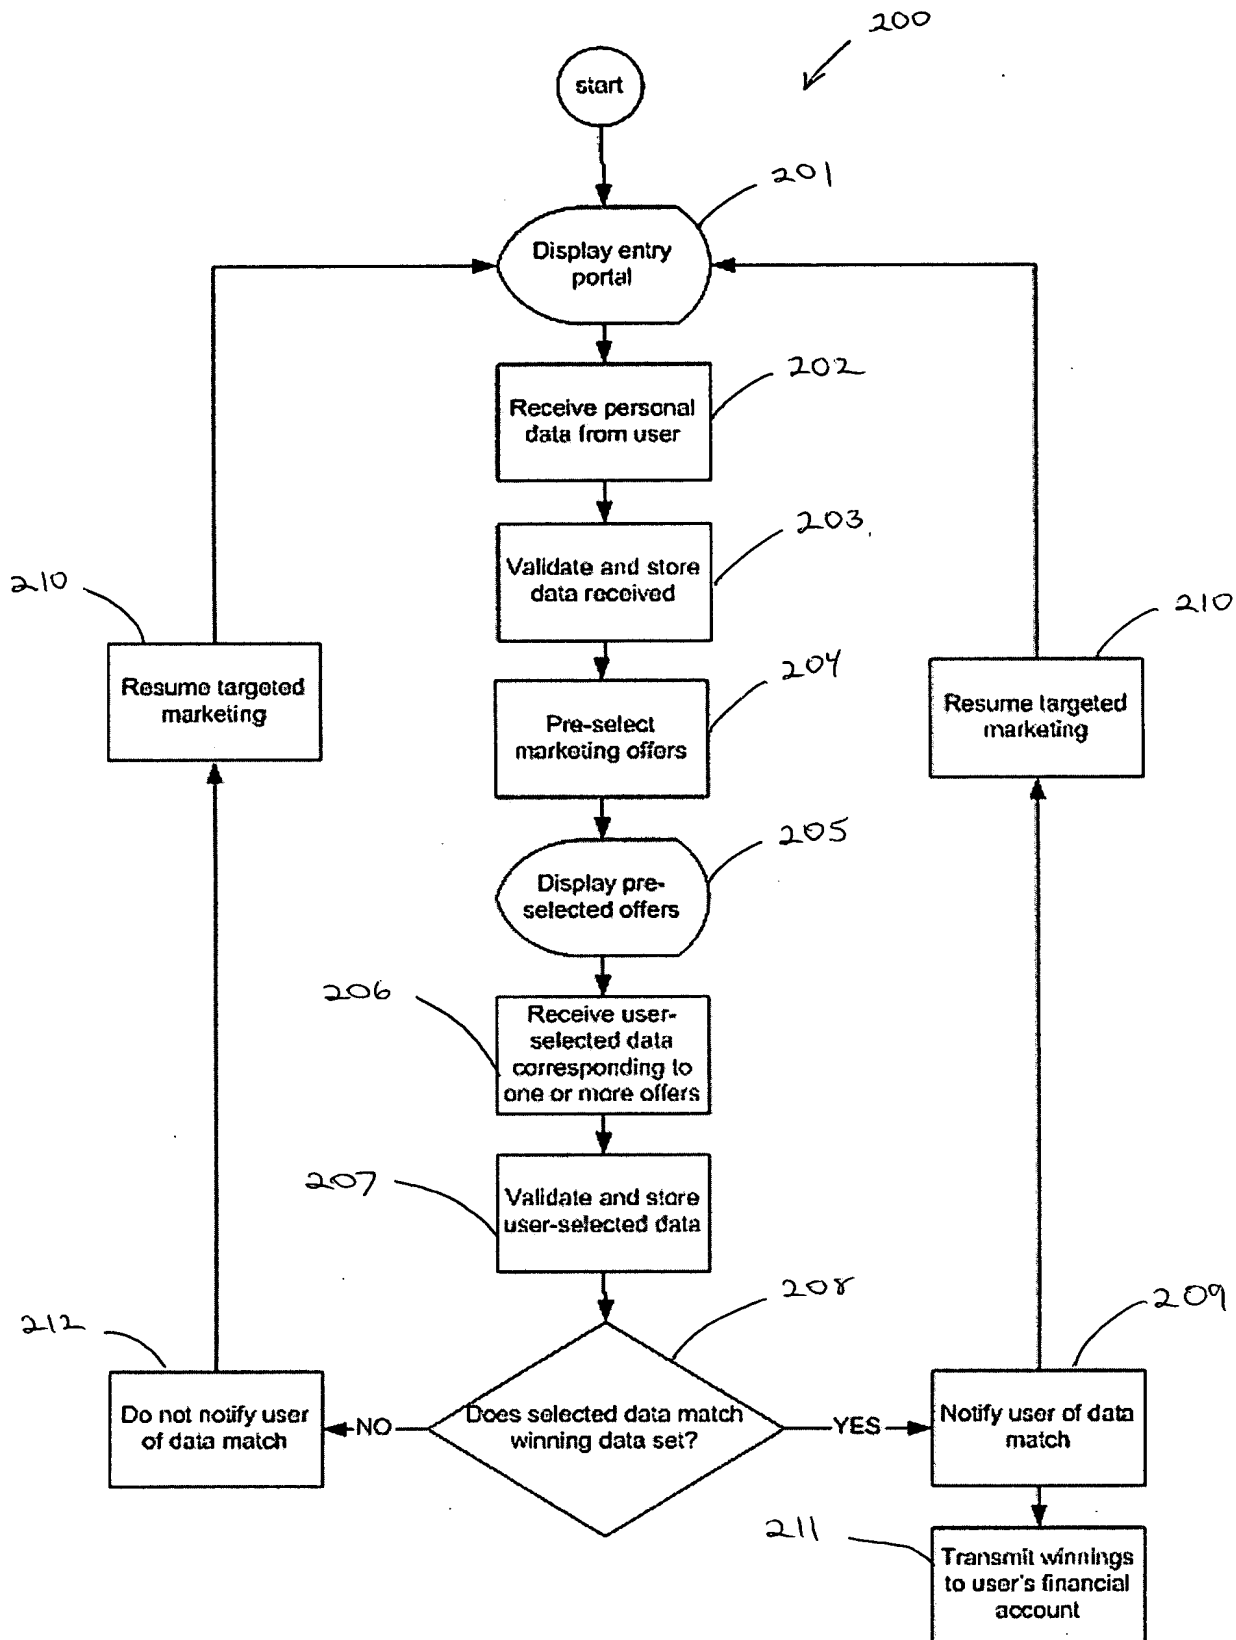 200
start
201
Display entry
portal
202
Receive personal
data from user
203
Validate and store
data received
210
Resume targeted
marketing
210
Resume targeted
marketing
204
Pre-select
marketing offers
205
Display pre-
selected offers
206
Receive user-
selected data
corresponding to
one or more offers
207
Validate and store
user-selected data
208
Does selected data match
winning data set?
NO
YES
212
Do not notify user
of data match
209
Notify user of data
match
211
Transmit winnings
to user's financial
account